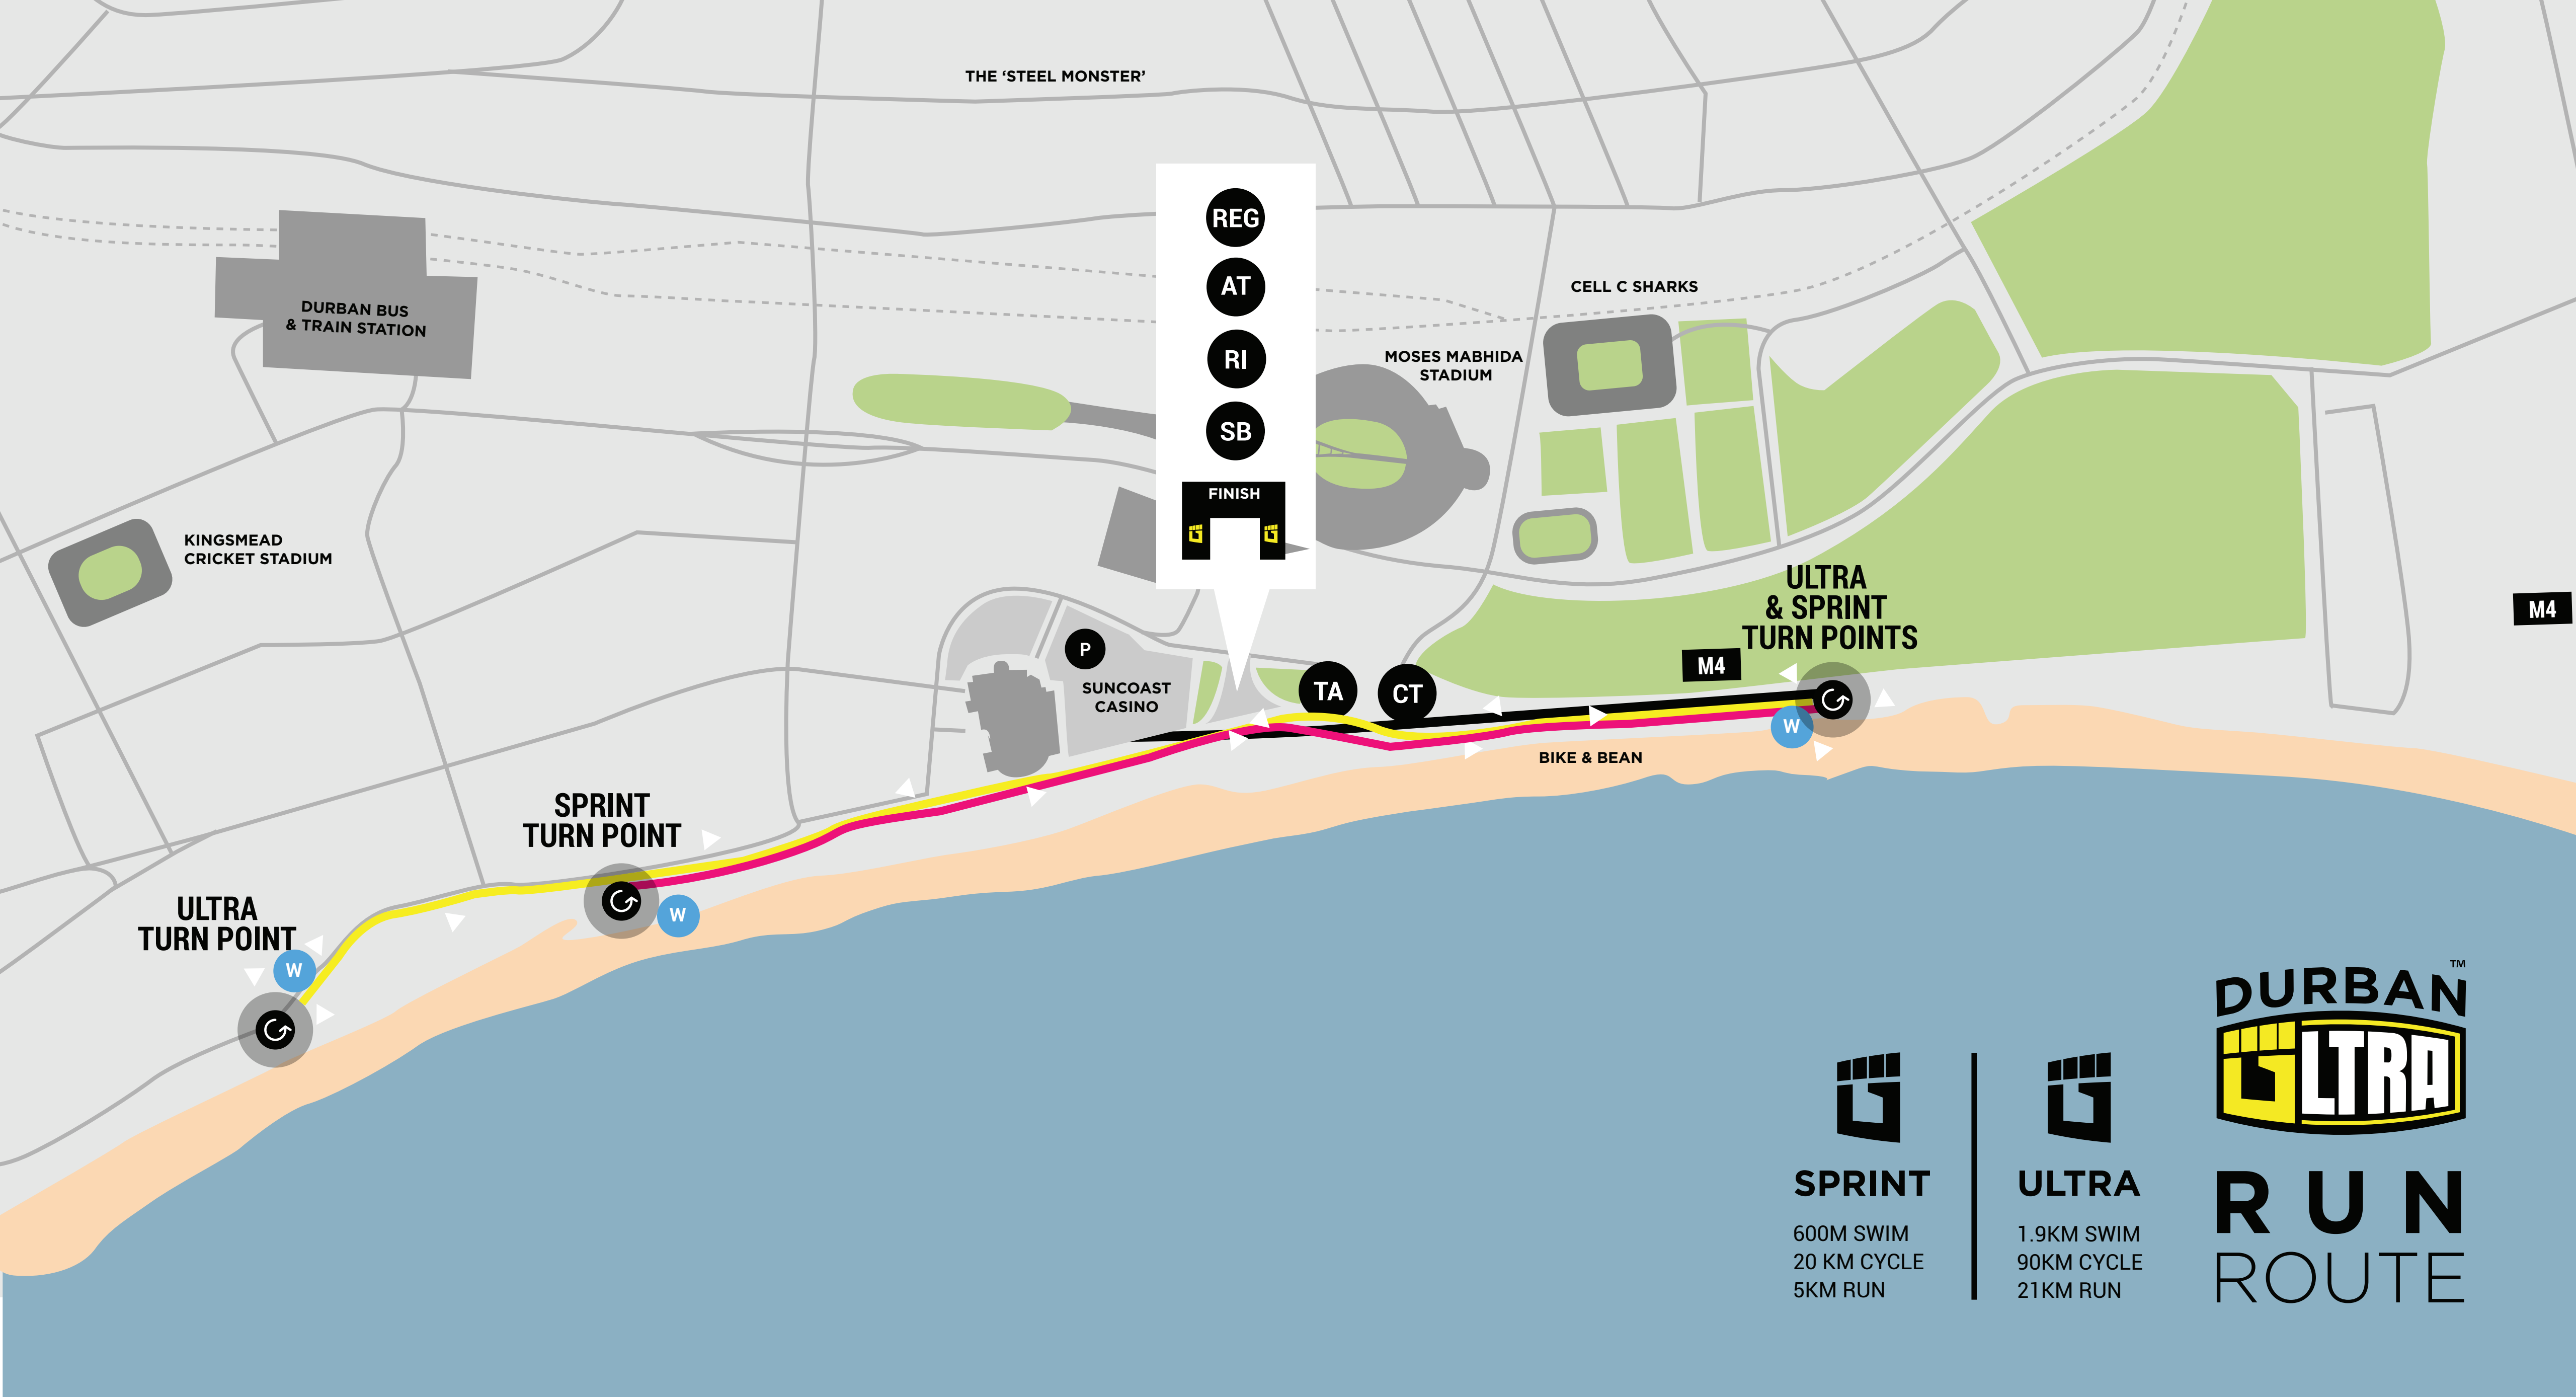 THE ‘STEEL MONSTER’
REG
AT
RI
SB
FINISH
CELL C SHARKS
MOSES MABHIDA
STADIUM
DURBAN BUS
& TRAIN STATION
KINGSMEAD
CRICKET STADIUM
ULTRA
& SPRINT
TURN POINTS
M4
M4
P
SUNCOAST
CASINO
TA
CT
W
BIKE & BEAN
SPRINT
TURN POINT
W
ULTRA
TURN POINT
W
DURBAN
TM
ULTRA
RUN
ROUTE
SPRINT
600M SWIM
20 KM CYCLE
5KM RUN
ULTRA
1.9KM SWIM
90KM CYCLE
21KM RUN